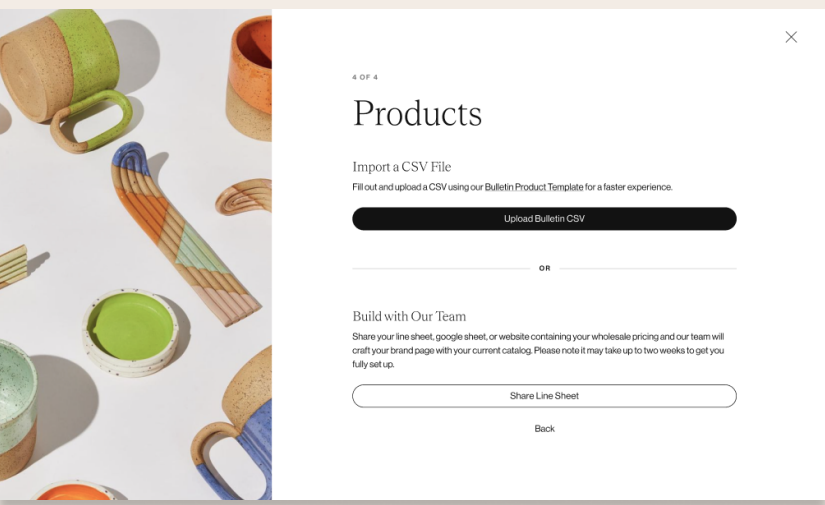 4 OF 4
Products
Import a CSV File
Fill out and upload a CSV using our Bulletin Product Template for a faster experience.
Upload Bulletin CSV
OR
Build with Our Team
Share your line sheet, google sheet, or website containing your wholesale pricing and our team will
craft your brand page with your current catalog. Please note it may take up to two weeks to get you
fully set up.
Share Line Sheet
Back